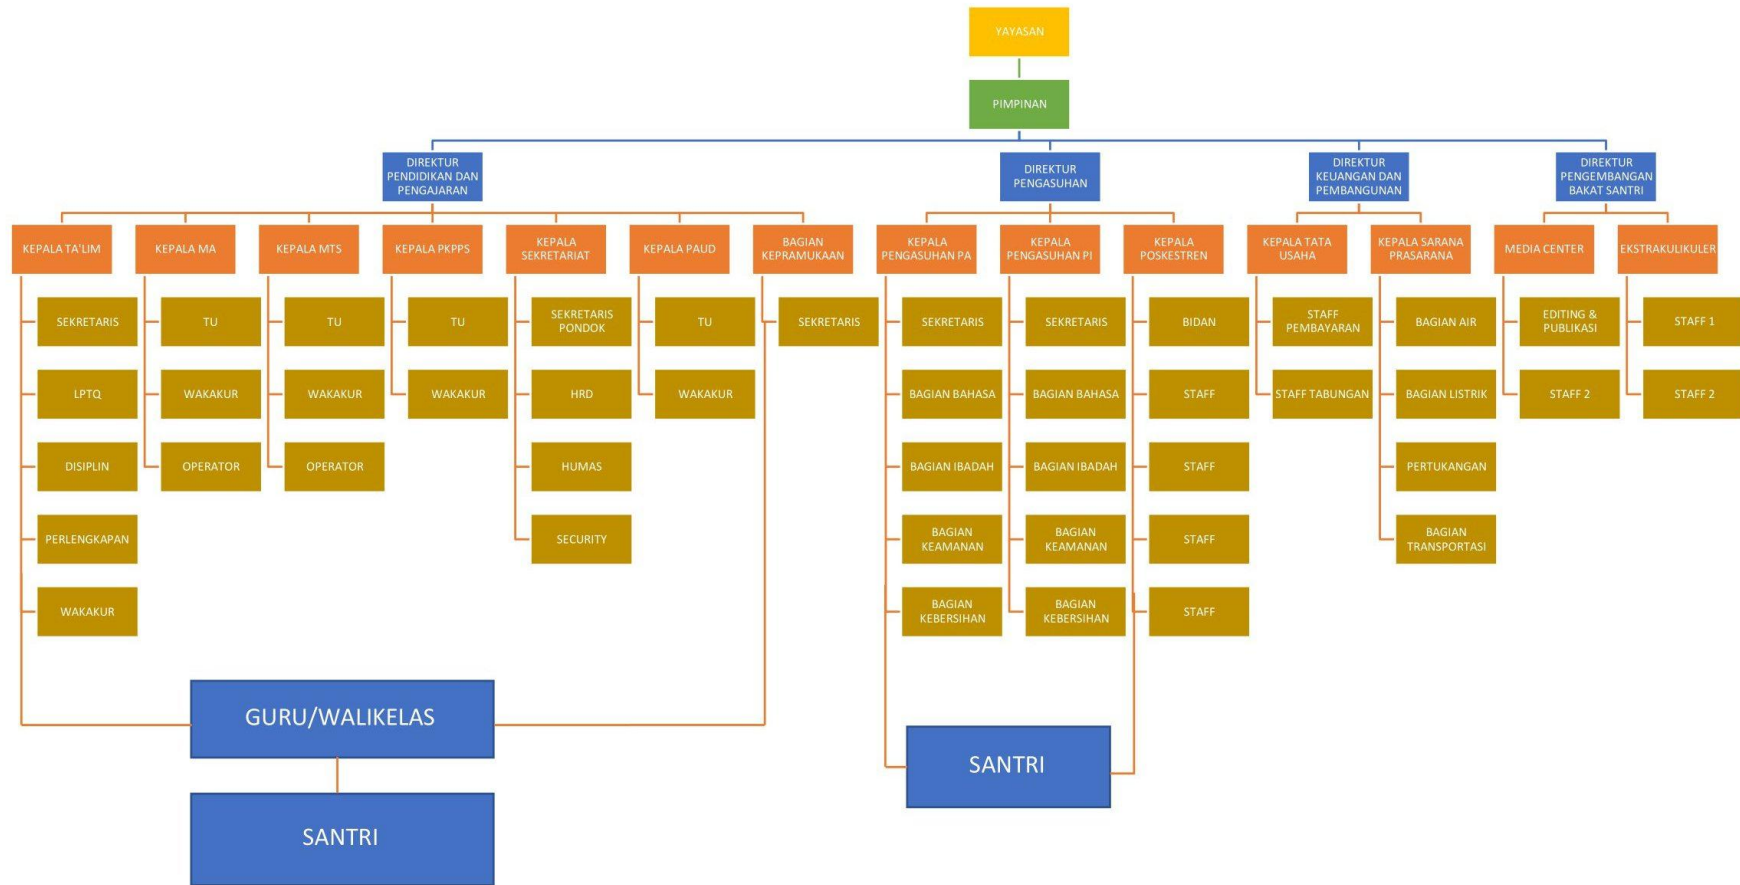 YAYASAN
PIMPINAN
DIREKTUR
PENDIDIKAN DAN
PENGAJARAN
DIREKTUR
PENGASUHAN
DIREKTUR
KEUANGAN DAN
PEMBANGUNAN
DIREKTUR
PENGEMBANGAN
BAKAT SANTRI
KEPALA TA'LIM
KEPALA MA
KEPALA MTS
KEPALA PKPPS
KEPALA
SEKRETARIAT
KEPALA PAUD
BAGIAN
KEPRAMUKAAN
KEPALA
PENGASUHAN PA
KEPALA
PENGASUHAN PI
KEPALA
POSKESTREN
KEPALA TATA
USAHA
KEPALA SARANA
PRASARANA
MEDIA CENTER
EKSTRAKULIKULER
SEKRETARIS
TU
TU
TU
SEKRETARIS
PONDOK
TU
SEKRETARIS
SEKRETARIS
SEKRETARIS
BIDAN
STAFF
PEMBAYARAN
BAGIAN AIR
EDITING &
PUBLIKASI
STAFF 1
LPTQ
WAKAKUR
WAKAKUR
WAKAKUR
HRD
WAKAKUR
BAGIAN BAHASA
BAGIAN BAHASA
STAFF
STAFF TABUNGAN
BAGIAN LISTRIK
STAFF 2
STAFF 2
DISIPLIN
OPERATOR
OPERATOR
HUMAS
BAGIAN IBADAH
BAGIAN IBADAH
STAFF
PERTUKANGAN
PERLENGKAPAN
SECURITY
BAGIAN
KEAMANAN
BAGIAN
KEAMANAN
STAFF
BAGIAN
TRANSPORTASI
WAKAKUR
BAGIAN
KEBERSIHAN
BAGIAN
KEBERSIHAN
STAFF
GURU/WALIKELAS
SANTRI
SANTRI